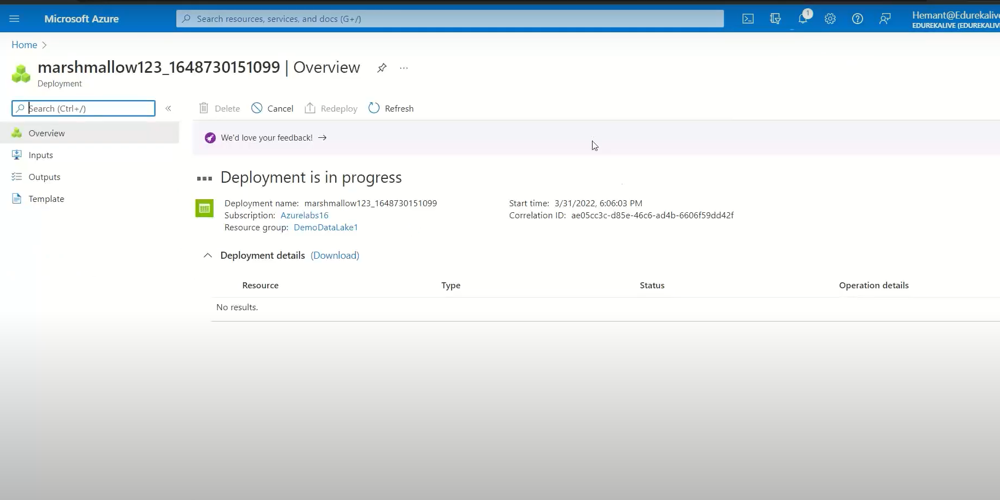 Microsoft Azure
Search resources, services, and docs (G+/)
1
Hemant@Edurekalive
EDUREKALIVE (EDUREKALIV
Home
marshmallow123_1648730151099 | Overview
Deployment
Search (Ctrl+/)
Delete
Cancel
Redeploy
Refresh
Overview
Inputs
Outputs
Template
We'd love your feedback! →
Deployment is in progress
Deployment name: marshmallow123_1648730151099
Subscription: Azurelabs16
Resource group: DemoDataLake1
Start time: 3/31/2022, 6:06:03 PM
Correlation ID: ae05cc3c-d85e-46c6-ad4b-6606f59dd42f
Deployment details (Download)
Resource Type Status Operation details
No results.